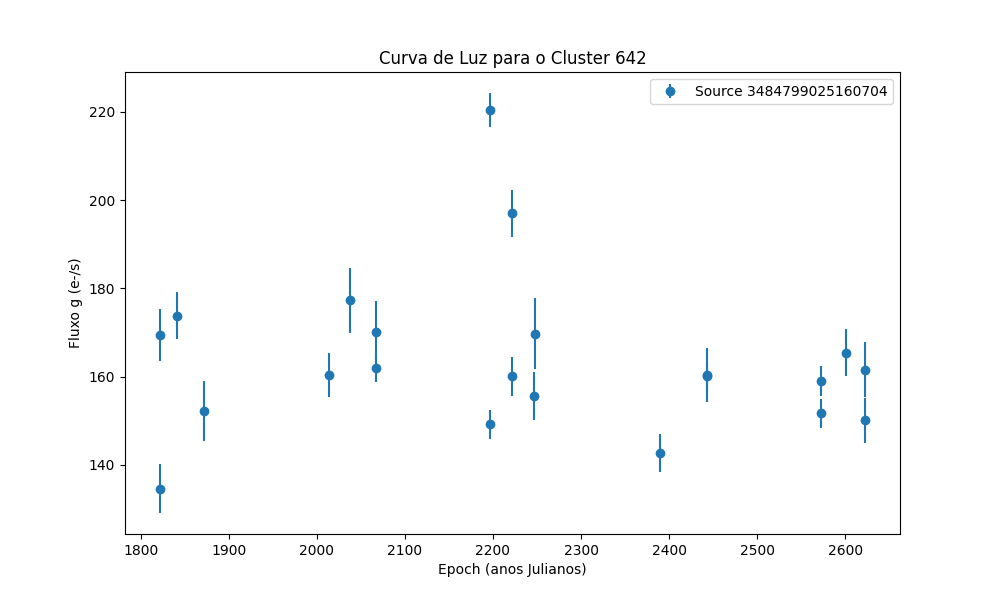 Curva de Luz para o Cluster 642
Source 3484799025160704
Fluxo g (e-/s)
220
200
180
160
140
1800 1900 2000 2100 2200 2300 2400 2500 2600
Epoch (anos Julianos)